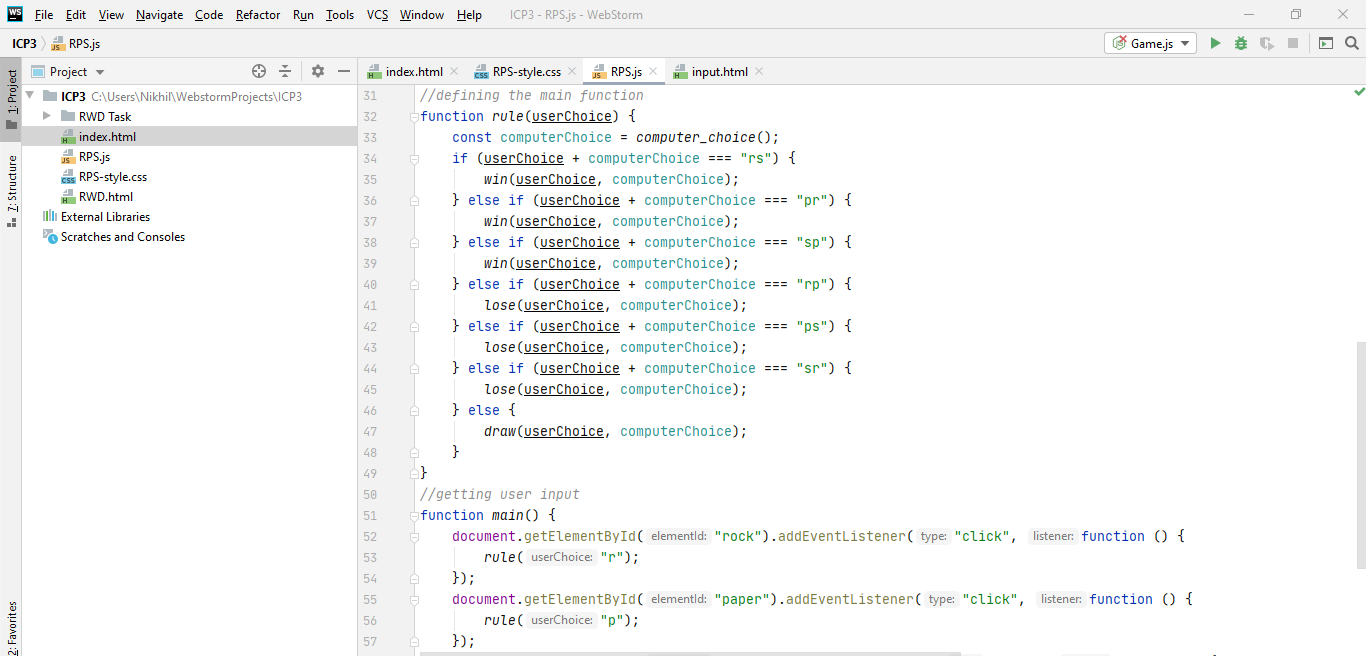 WS File Edit View Navigate Code Refactor Run Tools VCS Window Help ICP3 - RPS.js - WebStorm
ICP3 RPS.js Game.js
1: Project
7: Structure
2: Favorites
Project
ICP3 C:\Users\Nikhil\WebstormProjects\ICP3
RWD Task
index.html
RPS.js
RPS-style.css
RWD.html
External Libraries
Scratches and Consoles
index.html RPS-style.css RPS.js input.html
31 //defining the main function
32 function rule(userChoice) {
33 const computerChoice = computer_choice();
34 if (userChoice + computerChoice === "rs") {
35 win(userChoice, computerChoice);
36 } else if (userChoice + computerChoice === "pr") {
37 win(userChoice, computerChoice);
38 } else if (userChoice + computerChoice === "sp") {
39 win(userChoice, computerChoice);
40 } else if (userChoice + computerChoice === "rp") {
41 lose(userChoice, computerChoice);
42 } else if (userChoice + computerChoice === "ps") {
43 lose(userChoice, computerChoice);
44 } else if (userChoice + computerChoice === "sr") {
45 lose(userChoice, computerChoice);
46 } else {
47 draw(userChoice, computerChoice);
48 }
49 }
50 //getting user input
51 function main() {
52 document.getElementById( elementId: "rock").addEventListener( type: "click", listener: function () {
53 rule( userChoice: "r");
54 });
55 document.getElementById( elementId: "paper").addEventListener( type: "click", listener: function () {
56 rule( userChoice: "p");
57 });